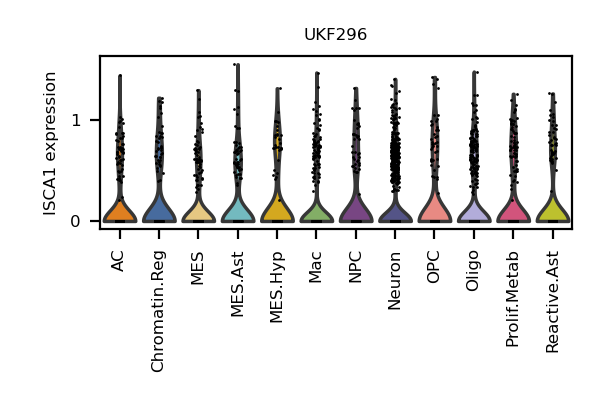 UKF296
ISCA1 expression
1
0
AC
Chromatin.Reg
MES
MES.Ast
MES.Hyp
Mac
NPC
Neuron
OPC
Oligo
Prolif.Metab
Reactive.Ast